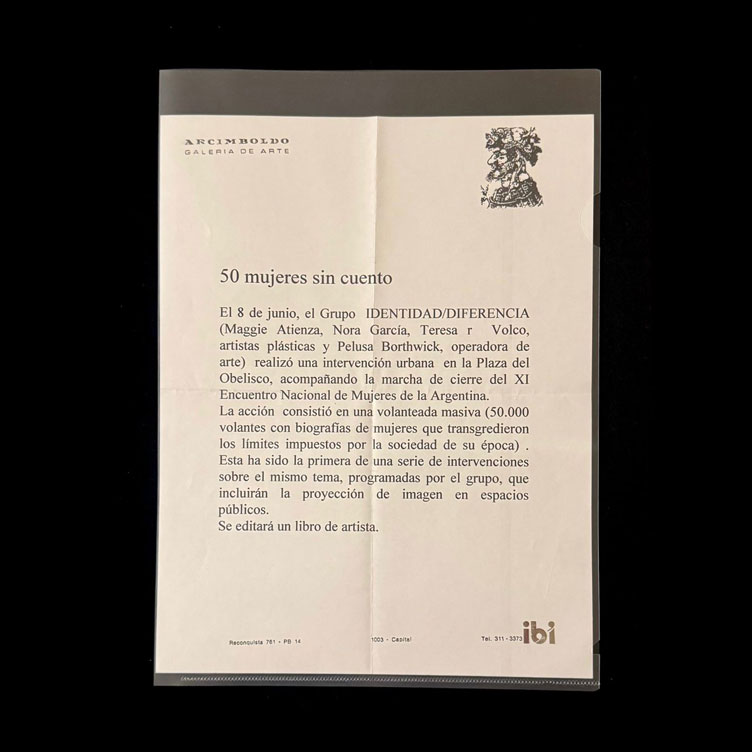 ARCIMBOLDO
GALERIA DE ARTE
50 mujeres sin cuento
El 8 de junio, el Grupo IDENTIDAD/DIFERENCIA
(Maggie Atienza, Nora García, Teresa r Volco,
artistas plásticas y Pelusa Borthwick, operadora de
arte) realizó una intervención urbana en la Plaza del
Obelisco, acompañando la marcha de cierre del XI
Encuentro Nacional de Mujeres de la Argentina.
La acción consistió en una volanteada masiva (50.000
volantes con biografías de mujeres que transgredieron
los límites impuestos por la sociedad de su época) .
Esta ha sido la primera de una serie de intervenciones
sobre el mismo tema, programadas por el grupo, que
incluirán la proyección de imagen en espacios
públicos.
Se editará un libro de artista.
Reconquista 761 - PB 14 1003 - Capital Tel. 311-3373
ibi